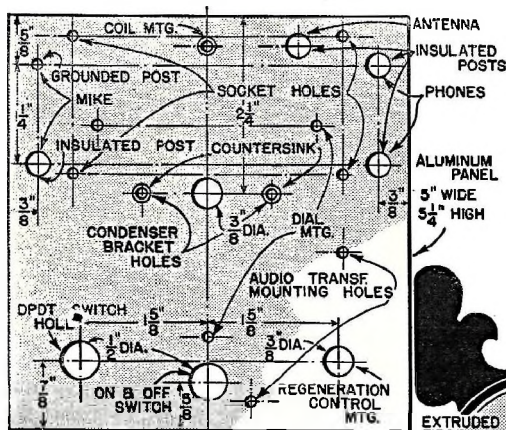 COIL MTG.
ANTENNA
5/8"
INSULATED
POSTS
GROUNDED POST
MIKE
SOCKET HOLES
2 1/4"
PHONES
1 1/4"
INSULATED POST
COUNTERSINK
ALUMINUM
PANEL
5" WIDE
5 1/4" HIGH
3/8"
3/8"
3/8" DIA.
CONDENSER
BRACKET
HOLES
DIAL
MTG.
AUDIO TRANSF.
MOUNTING HOLES
DPDT SWITCH
HOLE
1 5/8"
1 5/8"
1/2" DIA.
3/8" DIA.
7/8"
ON & OFF
SWITCH
5/8"
REGENERATION
CONTROL
MTG.
EXTRUDED